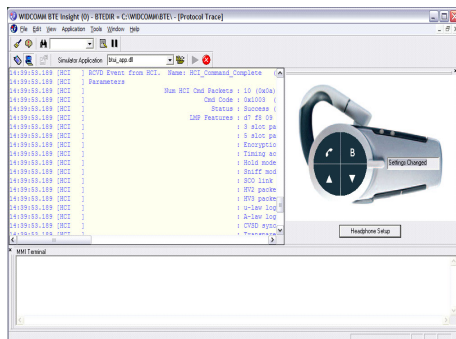 WIDCOMM BTE Insight (0) - BTEDIR = C:\WIDCOMM\BTE\ - [Protocol Trace]
File Edit View Application Tools Window Help
Simulator Application btui_app.dll
14:39:53.189 [HCI ] RCVD Event from HCI. Name: HCI_Command_Complete (
14:39:53.189 [HCI ] Parameters
14:39:53.189 [HCI ] Num HCI Cmd Packets : 10 (0x0a)
14:39:53.189 [HCI ] Cmd Code : 0x1003 (
14:39:53.189 [HCI ] Status : Success (
14:39:53.189 [HCI ] LMP Features : d7 f8 09
14:39:53.189 [HCI ] : 3 slot pa
14:39:53.189 [HCI ] : 5 slot pa
14:39:53.189 [HCI ] : Encryptio
14:39:53.189 [HCI ] : Timing ac
14:39:53.189 [HCI ] : Hold mode
14:39:53.189 [HCI ] : Sniff mod
14:39:53.189 [HCI ] : SCO link
14:39:53.189 [HCI ] : HV2 packe
14:39:53.189 [HCI ] : HV3 packe
14:39:53.189 [HCI ] : u-law log
14:39:53.189 [HCI ] : A-law log
14:39:53.189 [HCI ] : CVSD sync
14:39:53.189 [HCI ] : Transpare
B
Settings Changed
Headphone Setup
MMI Terminal